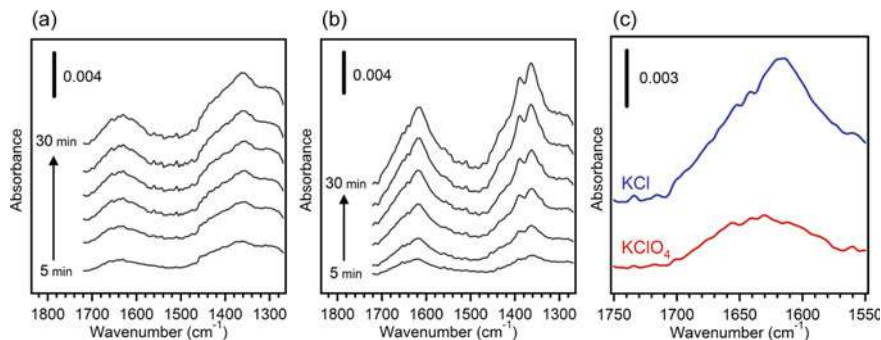 (a)
0.004
30 min
5 min
Absorbance
1800 1700 1600 1500 1400 1300
Wavenumber (cm⁻¹)
(b)
0.004
30 min
5 min
Absorbance
1800 1700 1600 1500 1400 1300
Wavenumber (cm⁻¹)
(c)
0.003
KCl
KClO₄
Absorbance
1750 1700 1650 1600 1550
Wavenumber (cm⁻¹)